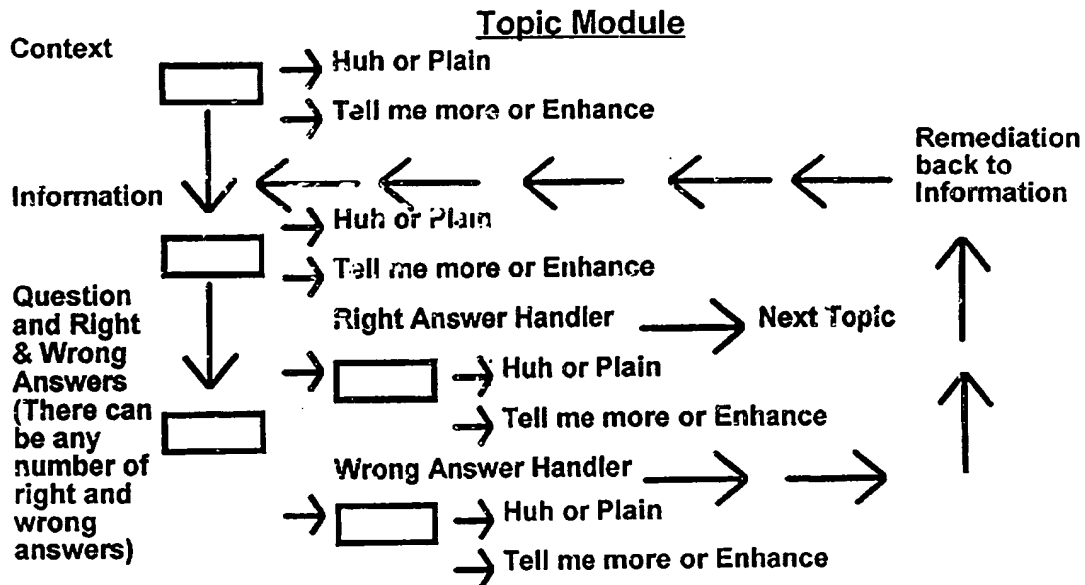 Topic Module
Context
Huh or Plain
Tell me more or Enhance
Remediation
back to
Information
Information
Huh or Plain
Tell me more or Enhance
Question
and Right
& Wrong
Answers
(There can
be any
number of
right and
wrong
answers)
Right Answer Handler
Next Topic
Huh or Plain
Tell me more or Enhance
Wrong Answer Handler
Huh or Plain
Tell me more or Enhance